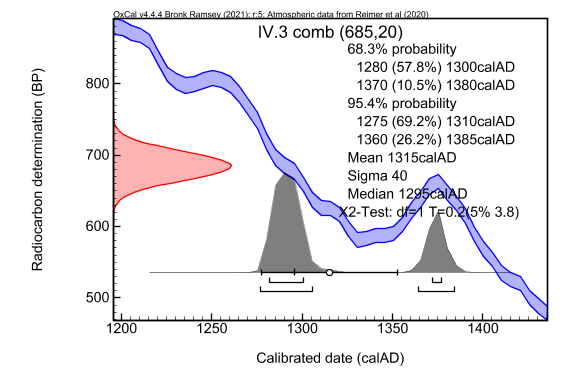 OxCal v4.4.4 Bronk Ramsey (2021); r:5; Atmospheric data from Reimer et al (2020)
IV.3 comb (685,20)
68.3% probability
1280 (57.8%) 1300calAD
1370 (10.5%) 1380calAD
95.4% probability
1275 (69.2%) 1310calAD
1360 (26.2%) 1385calAD
Mean 1315calAD
Sigma 40
Median 1295calAD
X2-Test: df=1 T=0.2(5% 3.8)
Radiocarbon determination (BP)
800
700
600
500
1200 1250 1300 1350 1400
Calibrated date (calAD)